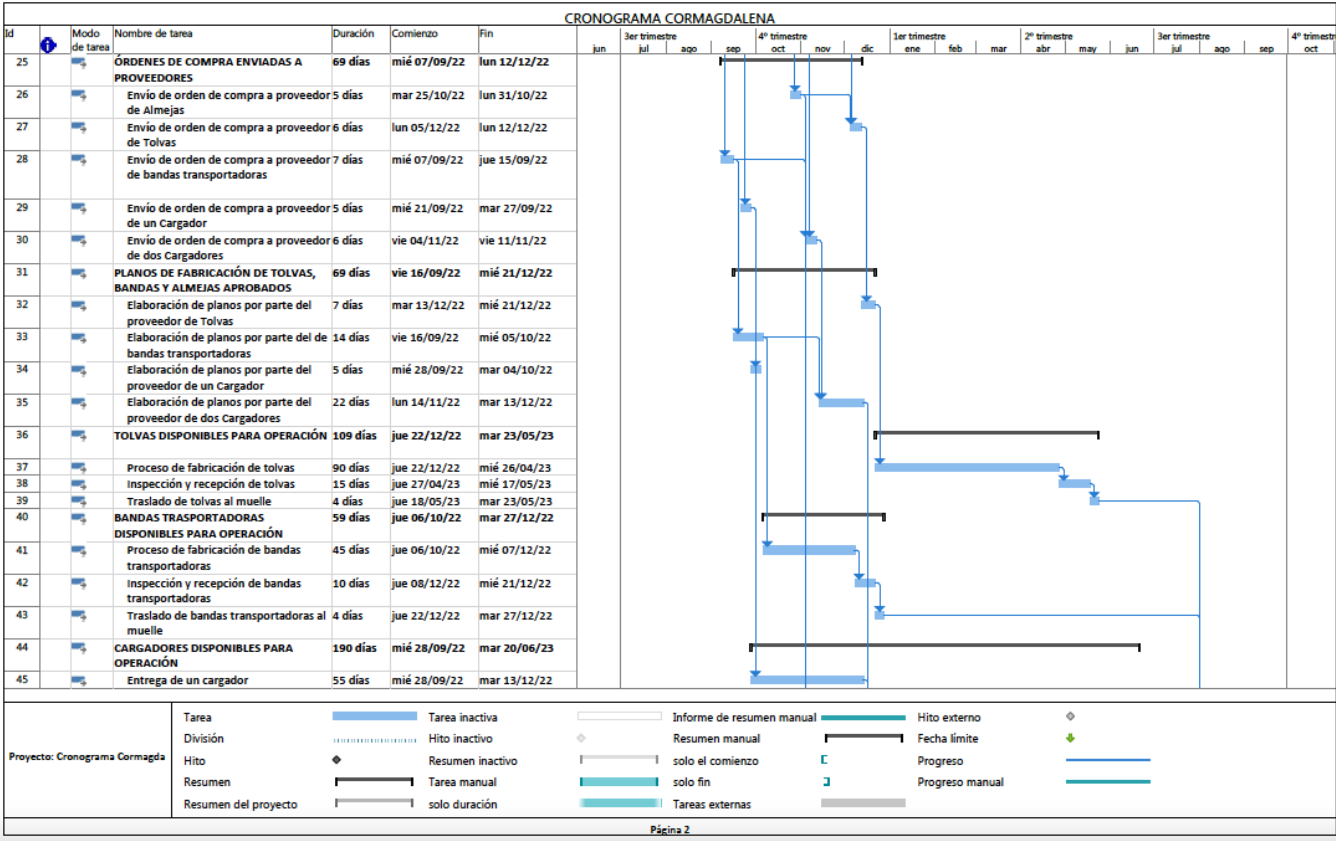 CRONOGRAMA CORMAGDALENA
Id Modo Nombre de tarea Duración Comienzo Fin 3er trimestre 4º trimestre 1er trimestre 2º trimestre 3er trimestre 4º trimestr
de tarea jun jul ago sep oct nov dic ene feb mar abr may jun jul ago sep oct
25 ÓRDENES DE COMPRA ENVIADAS A 69 días mié 07/09/22 lun 12/12/22
PROVEEDORES
26 Envío de orden de compra a proveedor 5 días mar 25/10/22 lun 31/10/22
de Almejas
27 Envío de orden de compra a proveedor 6 días lun 05/12/22 lun 12/12/22
de Tolvas
28 Envío de orden de compra a proveedor 7 días mié 07/09/22 jue 15/09/22
de bandas transportadoras
29 Envío de orden de compra a proveedor 5 días mié 21/09/22 mar 27/09/22
de un Cargador
30 Envío de orden de compra a proveedor 6 días vie 04/11/22 vie 11/11/22
de dos Cargadores
31 PLANOS DE FABRICACIÓN DE TOLVAS, 69 días vie 16/09/22 mié 21/12/22
BANDAS Y ALMEJAS APROBADOS
32 Elaboración de planos por parte del 7 días mar 13/12/22 mié 21/12/22
proveedor de Tolvas
33 Elaboración de planos por parte del de 14 días vie 16/09/22 mié 05/10/22
bandas transportadoras
34 Elaboración de planos por parte del 5 días mié 28/09/22 mar 04/10/22
proveedor de un Cargador
35 Elaboración de planos por parte del 22 días lun 14/11/22 mar 13/12/22
proveedor de dos Cargadores
36 TOLVAS DISPONIBLES PARA OPERACIÓN 109 días jue 22/12/22 mar 23/05/23
37 Proceso de fabricación de tolvas 90 días jue 22/12/22 mié 26/04/23
38 Inspección y recepción de tolvas 15 días jue 27/04/23 mié 17/05/23
39 Traslado de tolvas al muelle 4 días jue 18/05/23 mar 23/05/23
40 BANDAS TRASPORTADORAS 59 días jue 06/10/22 mar 27/12/22
DISPONIBLES PARA OPERACIÓN
41 Proceso de fabricación de bandas 45 días jue 06/10/22 mié 07/12/22
transportadoras
42 Inspección y recepción de bandas 10 días jue 08/12/22 mié 21/12/22
transportadoras
43 Traslado de bandas transportadoras al 4 días jue 22/12/22 mar 27/12/22
muelle
44 CARGADORES DISPONIBLES PARA 190 días mié 28/09/22 mar 20/06/23
OPERACIÓN
45 Entrega de un cargador 55 días mié 28/09/22 mar 13/12/22
Proyecto: Cronograma Cormagda
Tarea Tarea inactiva Informe de resumen manual Hito externo
División Hito inactivo Resumen manual Fecha límite
Hito Resumen inactivo solo el comienzo Progreso
Resumen Tarea manual solo fin Progreso manual
Resumen del proyecto solo duración Tareas externas
Página 2